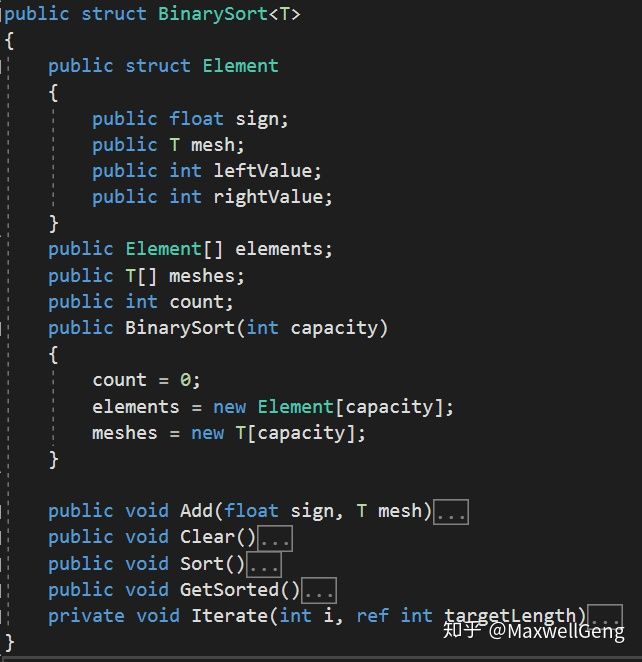 public struct BinarySort<T>
{
    public struct Element
    {
        public float sign;
        public T mesh;
        public int leftValue;
        public int rightValue;
    }
    public Element[] elements;
    public T[] meshes;
    public int count;
    public BinarySort(int capacity)
    {
        count = 0;
        elements = new Element[capacity];
        meshes = new T[capacity];
    }

    public void Add(float sign, T mesh)...
    public void Clear()...
    public void Sort()...
    public void GetSorted()...
    private void Iterate(int i, ref int targetLength)...
知乎 @MaxwellGeng
}